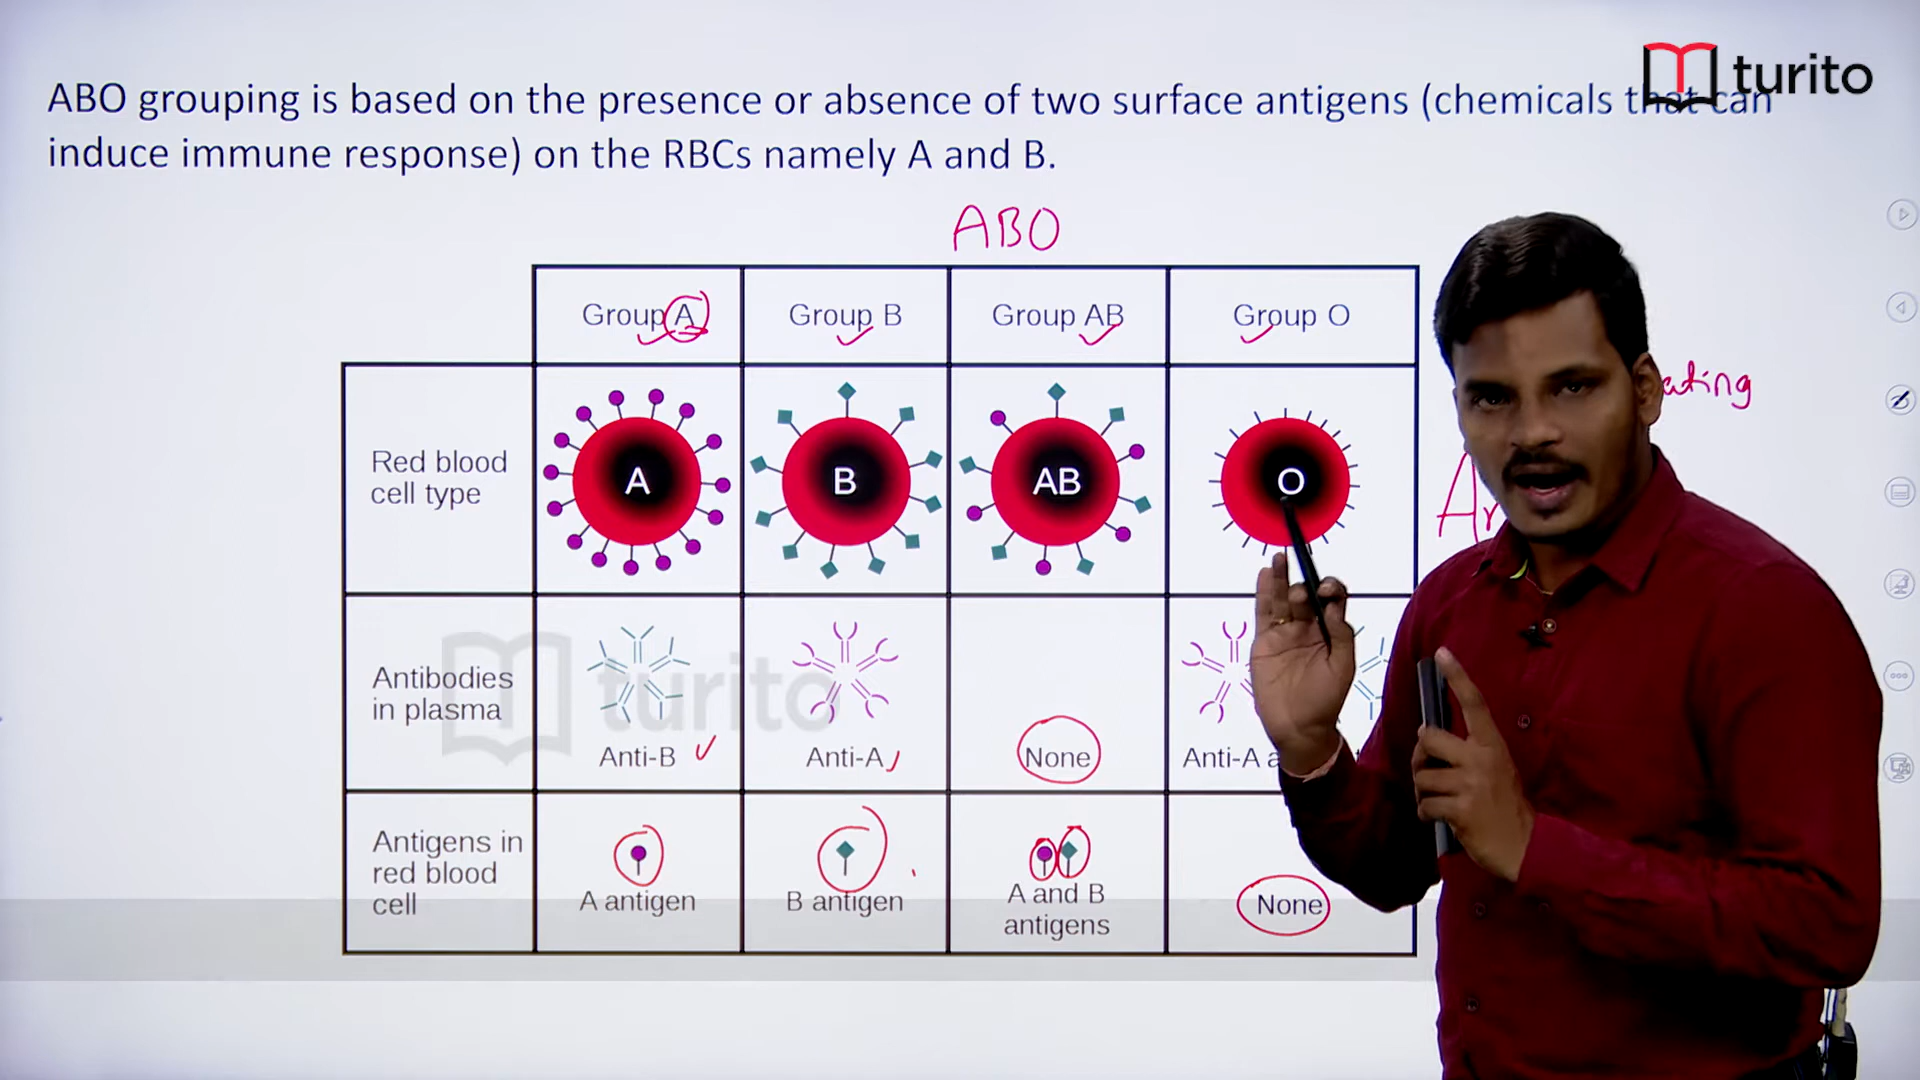 turito
ABO grouping is based on the presence or absence of two surface antigens (chemicals that can
induce immune response) on the RBCs namely A and B.
ABO
Group A
Group B
Group AB
Group O
Red blood
cell type
A
B
AB
O
Antibodies
in plasma
turito
Anti-B
Anti-A
None
Anti-A
Antigens in
red blood
cell
A antigen
B antigen
A and B
antigens
None